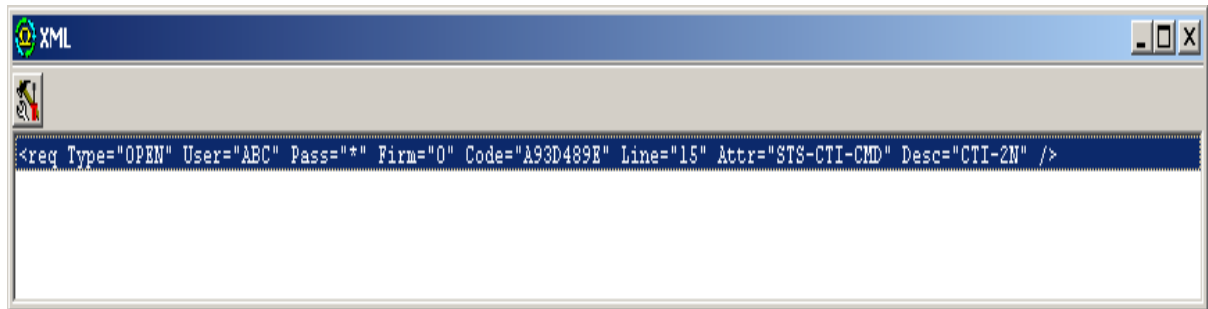 XML
<req Type="OPEN" User="ABC" Pass="*" Firm="0" Code="A93D489E" Line="15" Attr="STS-CTI-CMD" Desc="CTI-2N" />